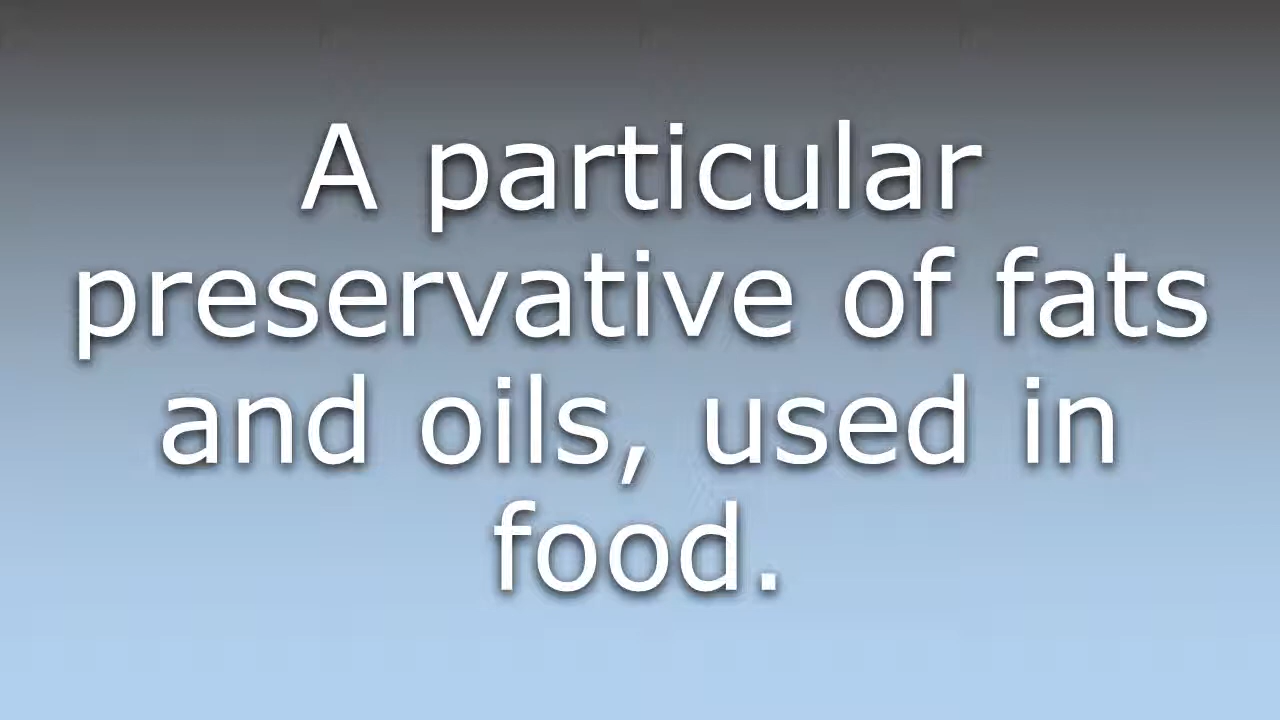 A particular
preservative of fats
and oils, used in
food.